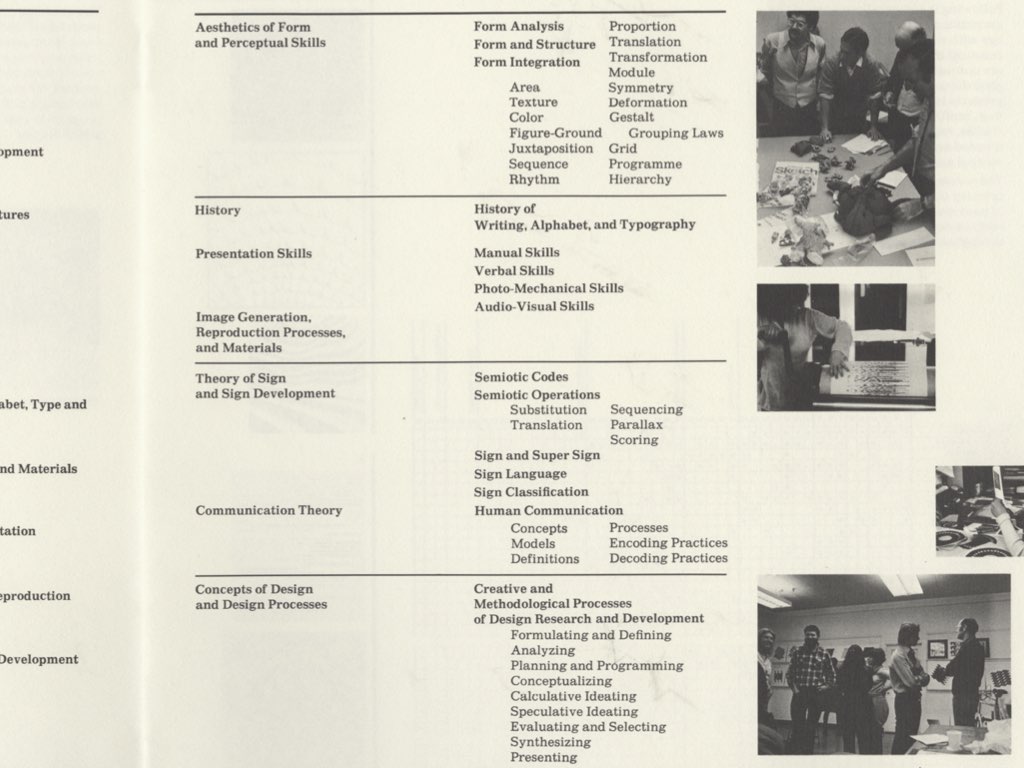 opment
tures
abet, Type and
nd Materials
tation
eproduction
Development
Aesthetics of Form
and Perceptual Skills
Form Analysis
Form and Structure
Form Integration
Area
Texture
Color
Figure-Ground
Juxtaposition
Sequence
Rhythm
Proportion
Translation
Transformation
Module
Symmetry
Deformation
Gestalt
Grouping Laws
Grid
Programme
Hierarchy
History
History of
Writing, Alphabet, and Typography
Presentation Skills
Manual Skills
Verbal Skills
Photo-Mechanical Skills
Audio-Visual Skills
Image Generation,
Reproduction Processes,
and Materials
Theory of Sign
and Sign Development
Semiotic Codes
Semiotic Operations
Substitution
Translation
Sequencing
Parallax
Scoring
Sign and Super Sign
Sign Language
Sign Classification
Communication Theory
Human Communication
Concepts
Models
Definitions
Processes
Encoding Practices
Decoding Practices
Concepts of Design
and Design Processes
Creative and
Methodological Processes
of Design Research and Development
Formulating and Defining
Analyzing
Planning and Programming
Conceptualizing
Calculative Ideating
Speculative Ideating
Evaluating and Selecting
Synthesizing
Presenting
Sketch